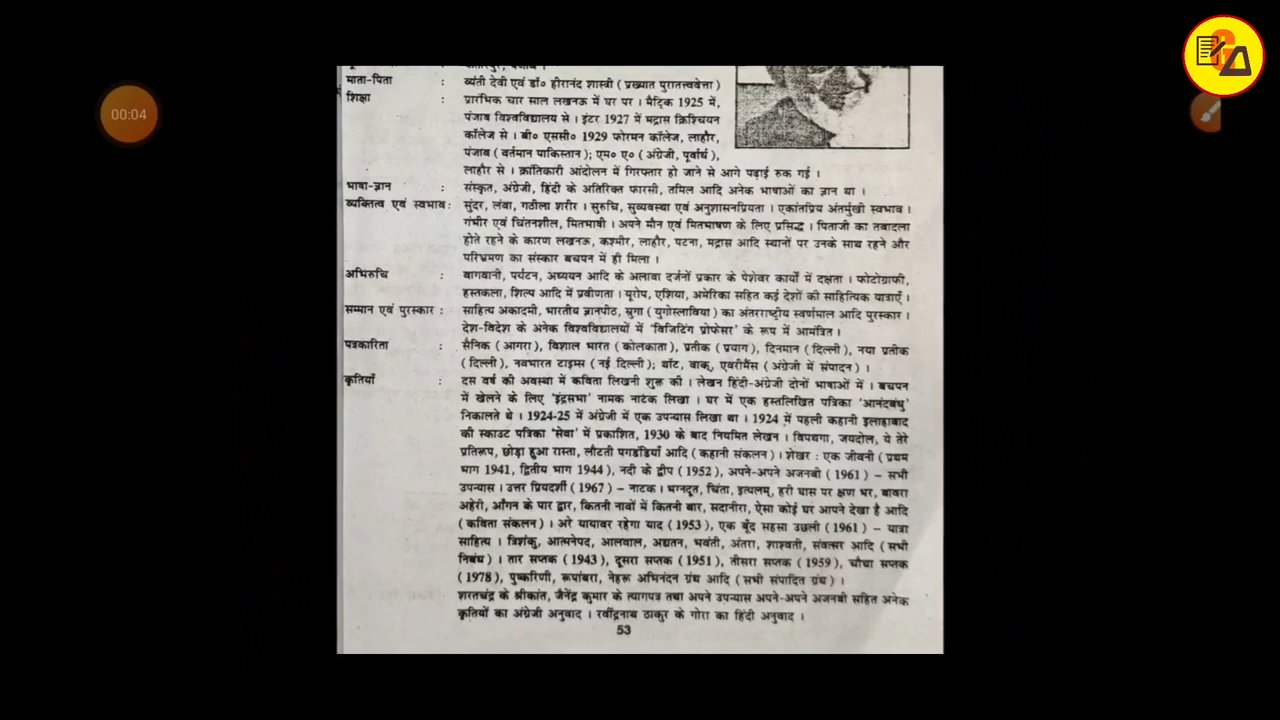 00:04
माता-पिता : ब्यंती देवी एवं डॉ० हीरानंद शास्त्री (प्रख्यात पुरातत्त्ववेत्ता)
शिक्षा : प्रारंभिक चार साल लखनऊ में घर पर । मैट्रिक 1925 में,
पंजाब विश्वविद्यालय से । इंटर 1927 में मद्रास क्रिश्चियन
कॉलेज से । बी० एससी० 1929 फोरमन कॉलेज, लाहौर,
पंजाब (वर्तमान पाकिस्तान); एम० ए० (अंग्रेजी, पूर्वार्ध),
लाहौर से । क्रांतिकारी आंदोलन में गिरफ्तार हो जाने से आगे पढ़ाई रुक गई ।
भाषा-ज्ञान : संस्कृत, अंग्रेजी, हिंदी के अतिरिक्त फारसी, तमिल आदि अनेक भाषाओं का ज्ञान था ।
व्यक्तित्व एवं स्वभाव : सुंदर, लंबा, गठीला शरीर । सुरुचि, सुव्यवस्था एवं अनुशासनप्रियता । एकांतप्रिय अंतर्मुखी स्वभाव ।
गंभीर एवं चिंतनशील, मितभाषी । अपने मौन एवं मितभाषण के लिए प्रसिद्ध । पिताजी का तबादला
होते रहने के कारण लखनऊ, कश्मीर, लाहौर, पटना, मद्रास आदि स्थानों पर उनके साथ रहने और
परिभ्रमण का संस्कार बचपन में ही मिला ।
अभिरुचि : बागवानी, पर्यटन, अध्ययन आदि के अलावा दर्जनों प्रकार के पेशेवर कार्यों में दक्षता । फोटोग्राफी,
हस्तकला, शिल्प आदि में प्रवीणता । यूरोप, एशिया, अमेरिका सहित कई देशों की साहित्यिक यात्राएँ ।
सम्मान एवं पुरस्कार : साहित्य अकादमी, भारतीय ज्ञानपीठ, स्रुगा (युगोस्लाविया) का अंतरराष्ट्रीय स्वर्णमाल आदि पुरस्कार ।
देश-विदेश के अनेक विश्वविद्यालयों में 'विजिटिंग प्रोफेसर' के रूप में आमंत्रित ।
पत्रकारिता : सैनिक (आगरा), विशाल भारत (कोलकाता), प्रतीक (प्रयाग), दिनमान (दिल्ली), नया प्रतीक
(दिल्ली), नवभारत टाइम्स (नई दिल्ली); थॉट, वाक्, एवरीमैंस (अंग्रेजी में संपादन) ।
कृतियाँ : दस वर्ष की अवस्था में कविता लिखनी शुरू की । लेखन हिंदी-अंग्रेजी दोनों भाषाओं में । बचपन
में खेलने के लिए 'इंद्रसभा' नामक नाटक लिखा । घर में एक हस्तलिखित पत्रिका 'आनंदबंधु'
निकालते थे । 1924-25 में अंग्रेजी में एक उपन्यास लिखा था । 1924 में पहली कहानी इलाहाबाद
की स्काउट पत्रिका 'सेवा' में प्रकाशित, 1930 के बाद नियमित लेखन । विपथगा, जयदोल, ये तेरे
प्रतिरूप, छोड़ा हुआ रास्ता, लौटती पगडंडियाँ आदि (कहानी संकलन) । शेखर : एक जीवनी (प्रथम
भाग 1941, द्वितीय भाग 1944), नदी के द्वीप (1952), अपने-अपने अजनबी (1961) – सभी
उपन्यास । उत्तर प्रियदर्शी (1967) – नाटक । भग्नदूत, चिंता, इत्यलम्, हरी घास पर क्षण भर, बावरा
अहेरी, आँगन के पार द्वार, कितनी नावों में कितनी बार, सदानीरा, ऐसा कोई घर आपने देखा है आदि
(कविता संकलन) । अरे यायावर रहेगा याद (1953), एक बूँद सहसा उछली (1961) – यात्रा
साहित्य । त्रिशंकु, आत्मनेपद, आलवाल, अद्यतन, भवंती, अंतरा, शाश्वती, संवत्सर आदि (सभी
निबंध) । तार सप्तक (1943), दूसरा सप्तक (1951), तीसरा सप्तक (1959), चौथा सप्तक
(1978), पुष्करिणी, रूपांबरा, नेहरू अभिनंदन ग्रंथ आदि (सभी संपादित ग्रंथ) ।
शरतचंद्र के श्रीकांत, जैनेंद्र कुमार के त्यागपत्र तथा अपने उपन्यास अपने-अपने अजनबी सहित अनेक
कृतियों का अंग्रेजी अनुवाद । रवींद्रनाथ ठाकुर के गोरा का हिंदी अनुवाद ।
53